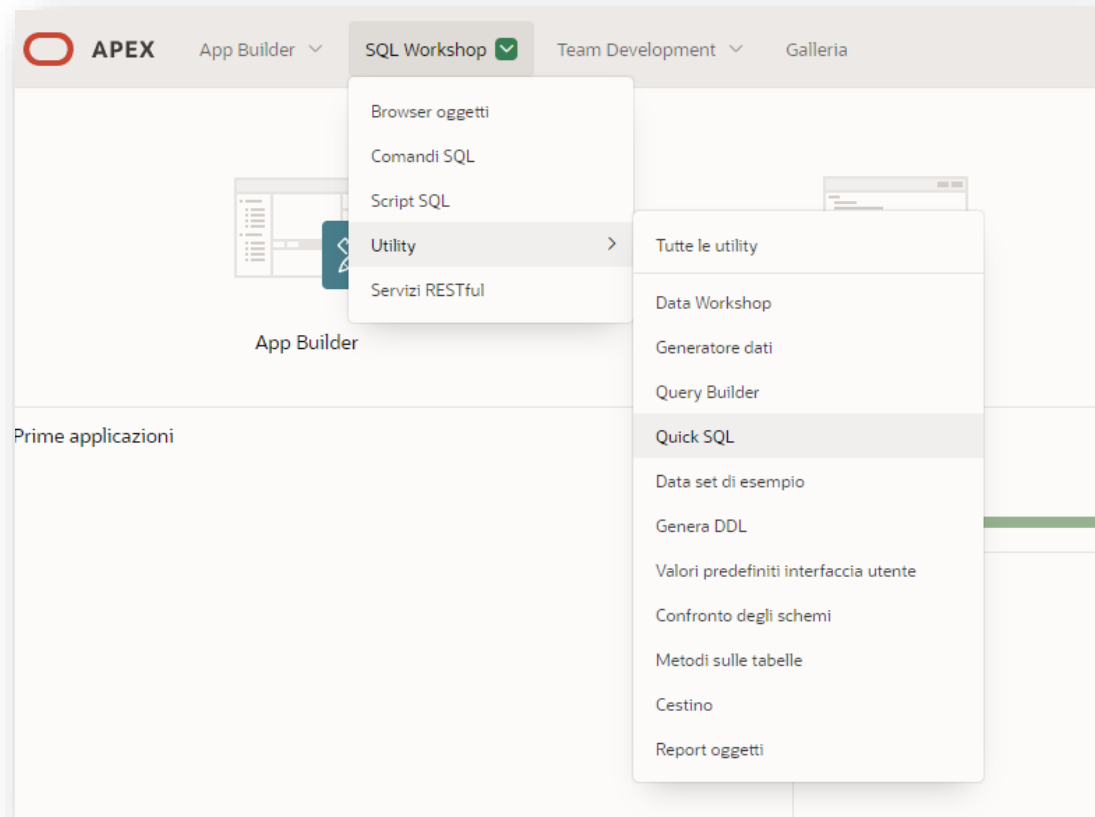 APEX
App Builder
SQL Workshop
Team Development
Galleria
Browser oggetti
Comandi SQL
Script SQL
Utility
Servizi RESTful
Tutte le utility
Data Workshop
Generatore dati
Query Builder
Quick SQL
Data set di esempio
Genera DDL
Valori predefiniti interfaccia utente
Confronto degli schemi
Metodi sulle tabelle
Cestino
Report oggetti
App Builder
Prime applicazioni